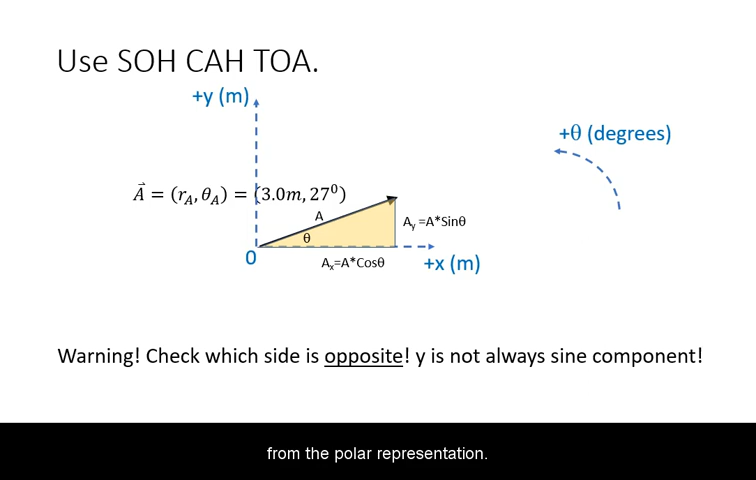 Use SOH CAH TOA.
+y (m)
+θ (degrees)
A⃗ = (r_A, θ_A) = (3.0m, 27⁰)
A
A_y =A*Sinθ
θ
0
A_x=A*Cosθ
+x (m)
Warning! Check which side is opposite! y is not always sine component!
from the polar representation.